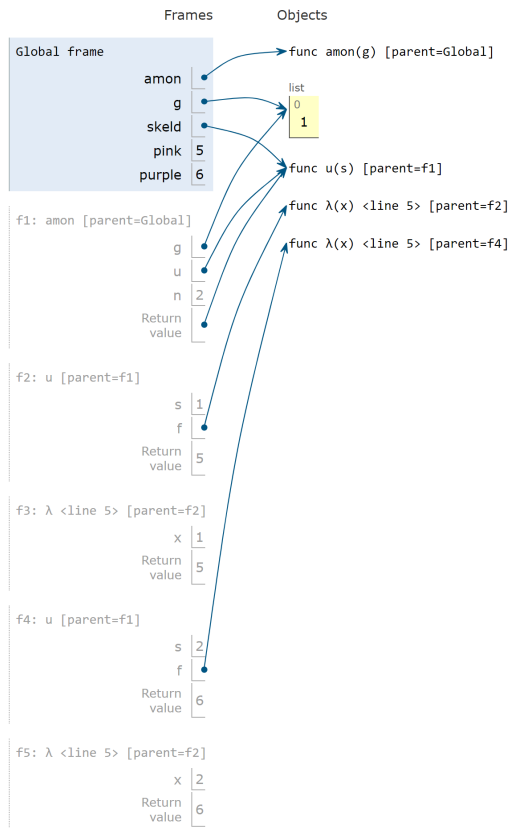 Frames Objects
Global frame
func amon(g) [parent=Global]
amon
g
skeld
pink 5
purple 6
list
0
1
func u(s) [parent=f1]
func λ(x) <line 5> [parent=f2]
func λ(x) <line 5> [parent=f4]
f1: amon [parent=Global]
g
u
n 2
Return
value
f2: u [parent=f1]
s 1
f
Return
value 5
f3: λ <line 5> [parent=f2]
x 1
Return
value 5
f4: u [parent=f1]
s 2
f
Return
value 6
f5: λ <line 5> [parent=f2]
x 2
Return
value 6